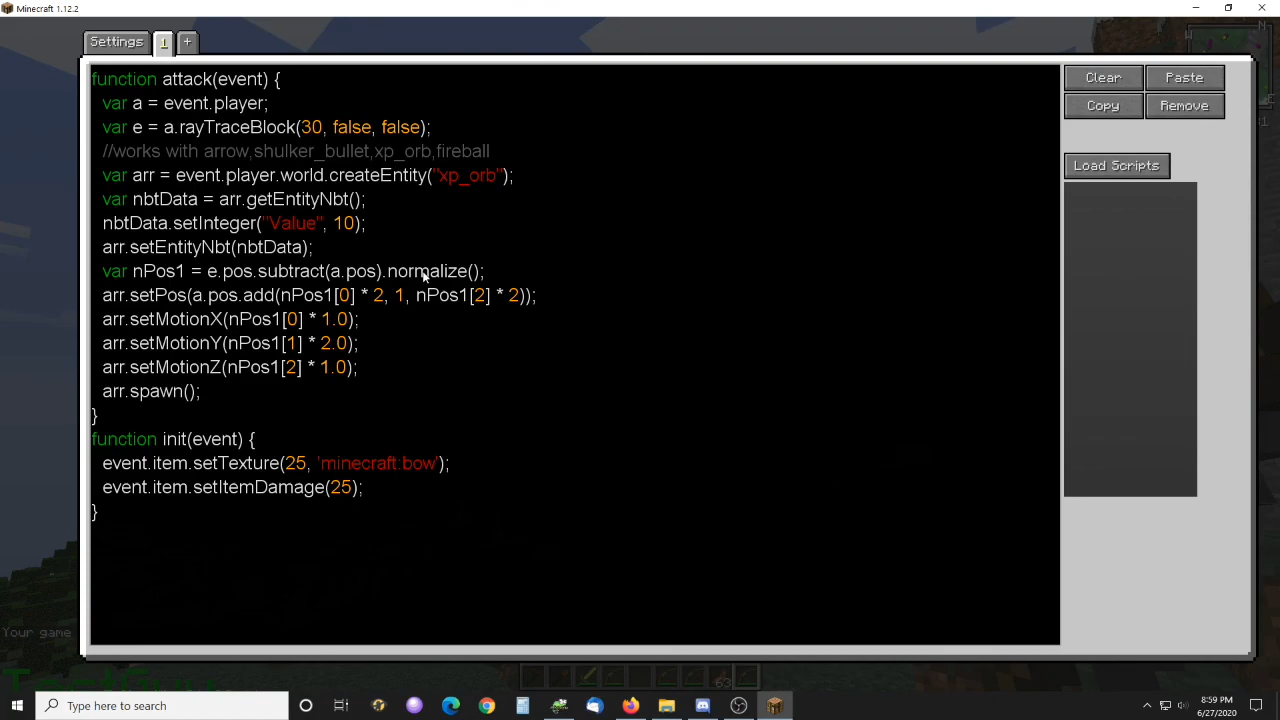 Minecraft 1.12.2
Settings 1 +
function attack(event) {
var a = event.player;
var e = a.rayTraceBlock(30, false, false);
//works with arrow,shulker_bullet,xp_orb,fireball
var arr = event.player.world.createEntity("xp_orb");
var nbtData = arr.getEntityNbt();
nbtData.setInteger("Value", 10);
arr.setEntityNbt(nbtData);
var nPos1 = e.pos.subtract(a.pos).normalize();
arr.setPos(a.pos.add(nPos1[0] * 2, 1, nPos1[2] * 2));
arr.setMotionX(nPos1[0] * 1.0);
arr.setMotionY(nPos1[1] * 2.0);
arr.setMotionZ(nPos1[2] * 1.0);
arr.spawn();
}
function init(event) {
event.item.setTexture(25, 'minecraft:bow');
event.item.setItemDamage(25);
}
Clear Paste
Copy Remove
Load Scripts
Your game
63
Type here to search
8:59 PM
6/27/2020